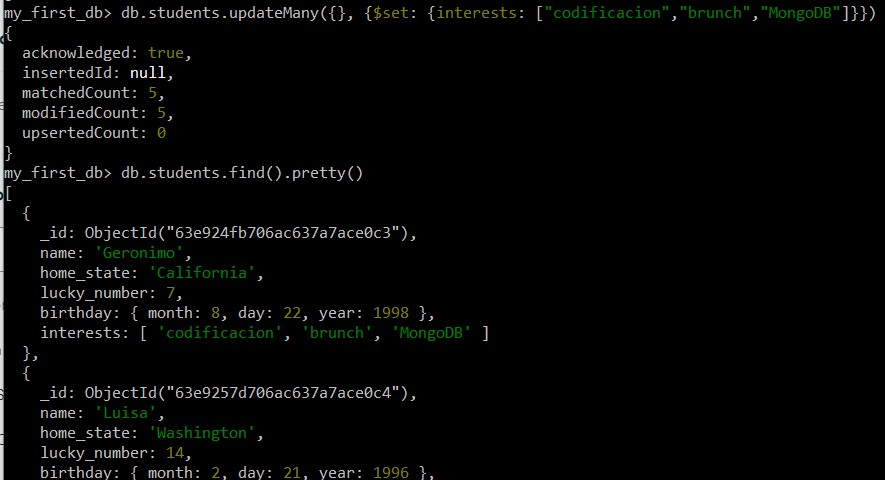 my_first_db> db.students.updateMany({}, {$set: {interests: ["codificacion","brunch","MongoDB"]}})
{
  acknowledged: true,
  insertedId: null,
  matchedCount: 5,
  modifiedCount: 5,
  upsertedCount: 0
}
my_first_db> db.students.find().pretty()
[
  {
    _id: ObjectId("63e924fb706ac637a7ace0c3"),
    name: 'Geronimo',
    home_state: 'California',
    lucky_number: 7,
    birthday: { month: 8, day: 22, year: 1998 },
    interests: [ 'codificacion', 'brunch', 'MongoDB' ]
  },
  {
    _id: ObjectId("63e9257d706ac637a7ace0c4"),
    name: 'Luisa',
    home_state: 'Washington',
    lucky_number: 14,
    birthday: { month: 2, day: 21, year: 1996 },